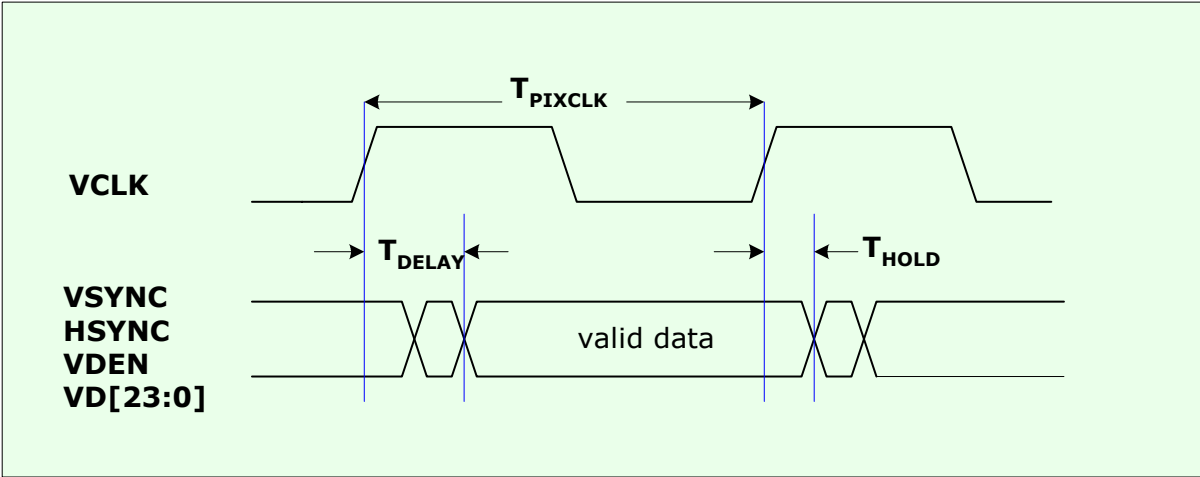 TPIXCLK
VCLK
TDELAY
THOLD
VSYNC
HSYNC
VDEN
VD[23:0]
valid data